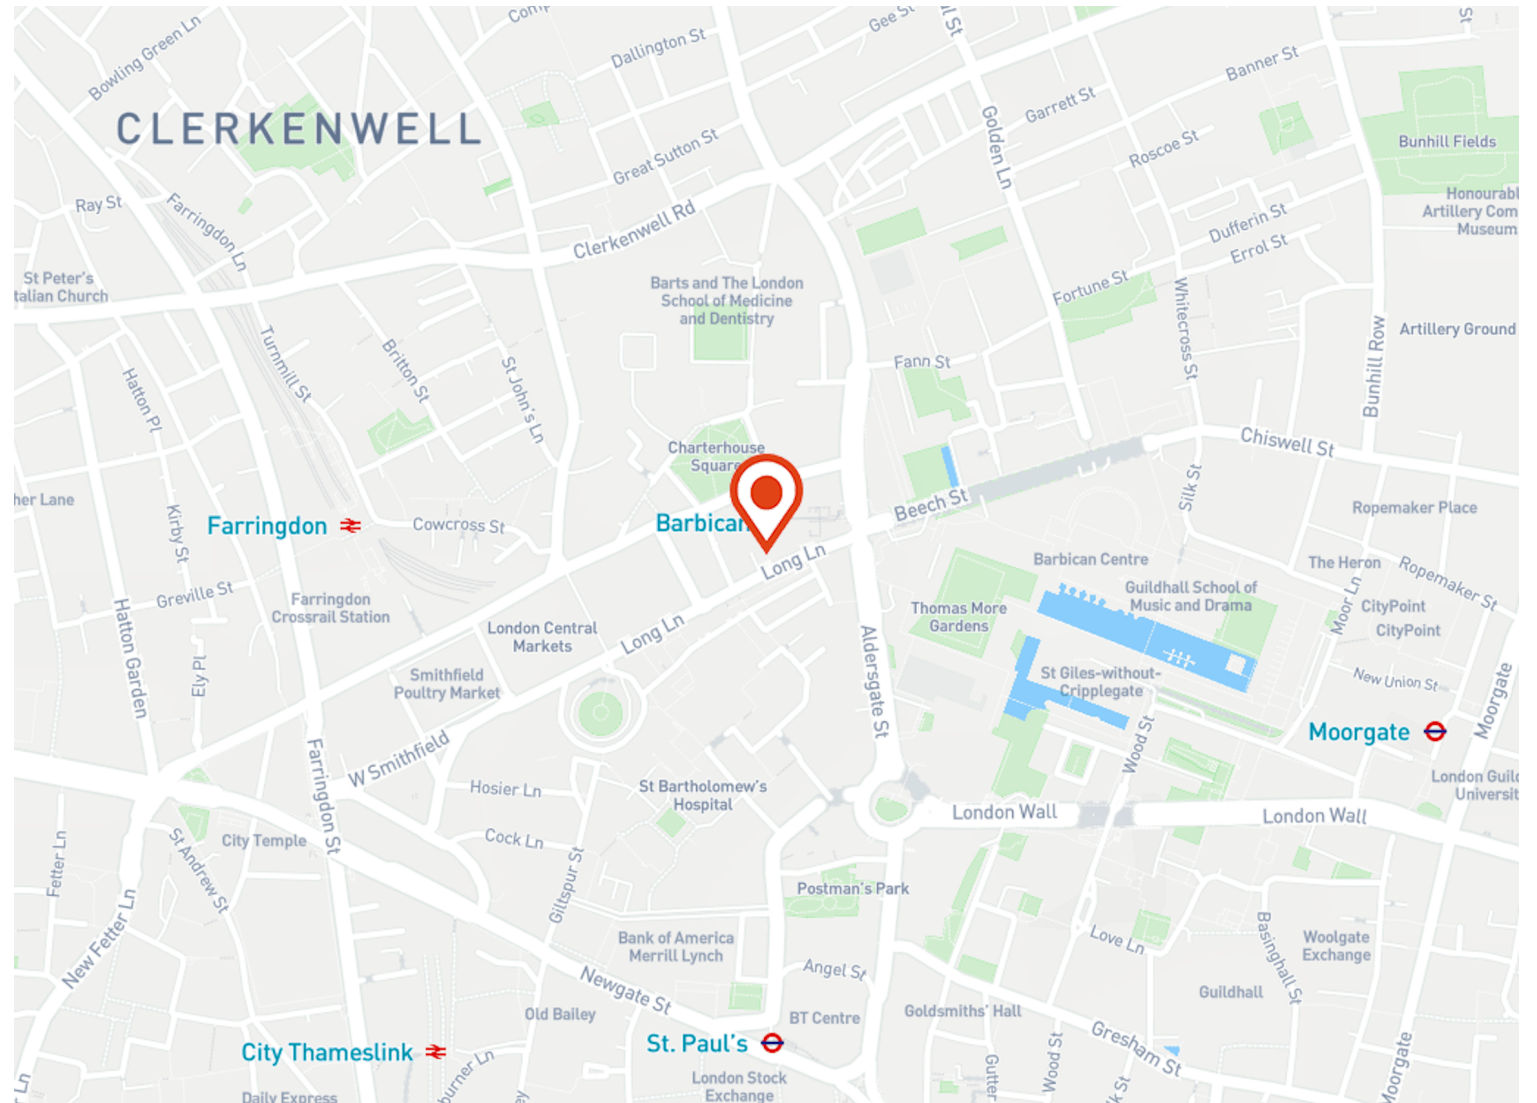 Bowling Green Ln
Dallington St
Gee St
Banner St
CLERKENWELL
Garrett St
Golden Ln
Great Sutton St
Roscoe St
Bunhill Fields
Ray St
Farringdon Ln
Clerkenwell Rd
Dufferin St
Errol St
Honourabl
Artillery Com
Museum
St Peter's
talian Church
Barts and The London
School of Medicine
and Dentistry
Fortune St
Whitecross St
Artillery Ground
Turnmill St
Britton St
St John's Ln
Fann St
Bunhill Row
Hatton Pl
Charterhouse
Square
Chiswell St
her Lane
Kirby St
Farringdon
Cowcross St
Barbican
Beech St
Silk St
Ropemaker Place
Long Ln
Barbican Centre
The Heron
Ropemaker St
Greville St
Farringdon
Crossrail Station
Guildhall School of
Music and Drama
Moor Ln
CityPoint
CityPoint
Thomas More
Gardens
Hatton Garden
London Central
Markets
Long Ln
Aldersgate St
Ely Pl
Smithfield
Poultry Market
St Giles-without-
Cripplegate
New Union St
Moorgate
Moorgate
Wood St
W Smithfield
Farringdon St
Hosier Ln
St Bartholomew's
Hospital
London Guild
Universit
London Wall
London Wall
City Temple
Cock Ln
Fetter Ln
St Andrew St
Giltspur St
Postman's Park
New Fetter Ln
Bank of America
Merrill Lynch
Love Ln
Basinghall St
Woolgate
Exchange
Newgate St
Angel St
Guildhall
Old Bailey
BT Centre
Goldsmiths' Hall
City Thameslink
St. Paul's
Gresham St
Wood St
Moorgate
Gutter
London Stock
Exchange
Daily Express